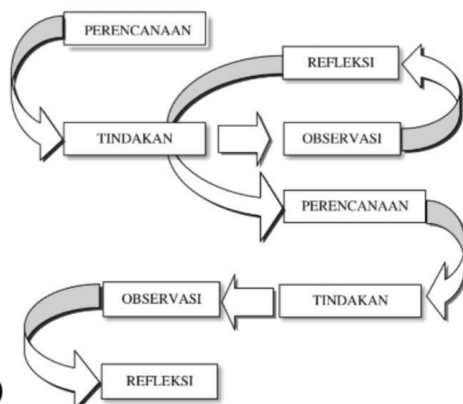 PERENCANAAN
REFLEKSI
TINDAKAN
OBSERVASI
PERENCANAAN
OBSERVASI
TINDAKAN
REFLEKSI